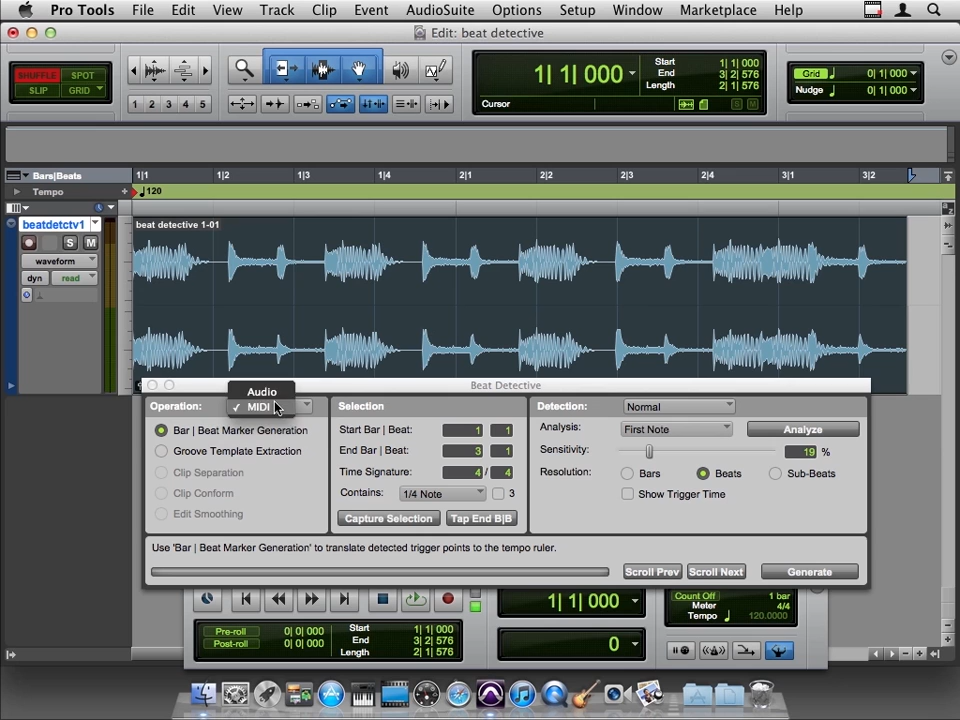 Pro Tools File Edit View Track Clip Event AudioSuite Options Setup Window Marketplace Help
Edit: beat detective
SHUFFLE SPOT
SLIP GRID
1 2 3 4 5
1| 1| 000
Start 1| 1| 000
End 3| 2| 576
Length 2| 1| 576
Cursor
S M
Grid 0| 1| 000
Nudge 0| 1| 000
Bars|Beats 1|1 1|2 1|3 1|4 2|1 2|2 2|3 2|4 3|1 3|2
Tempo + 120
beatdetctv1
beat detective 1-01
S M
waveform
dyn read
Beat Detective
Operation:
Audio
✓ MIDI
Bar | Beat Marker Generation
Groove Template Extraction
Clip Separation
Clip Conform
Edit Smoothing
Selection
Start Bar | Beat: 1 1
End Bar | Beat: 3 1
Time Signature: 4 / 4
Contains: 1/4 Note 3
Capture Selection Tap End B|B
Detection: Normal
Analysis: First Note Analyze
Sensitivity: 19 %
Resolution: Bars Beats Sub-Beats
Show Trigger Time
Use 'Bar | Beat Marker Generation' to translate detected trigger points to the tempo ruler.
Scroll Prev Scroll Next Generate
1| 1| 000
Count Off 1 bar
Meter 4/4
Tempo 120.0000
Pre-roll 0| 0| 000
Post-roll 0| 0| 000
Start 1| 1| 000
End 3| 2| 576
Length 2| 1| 576
0